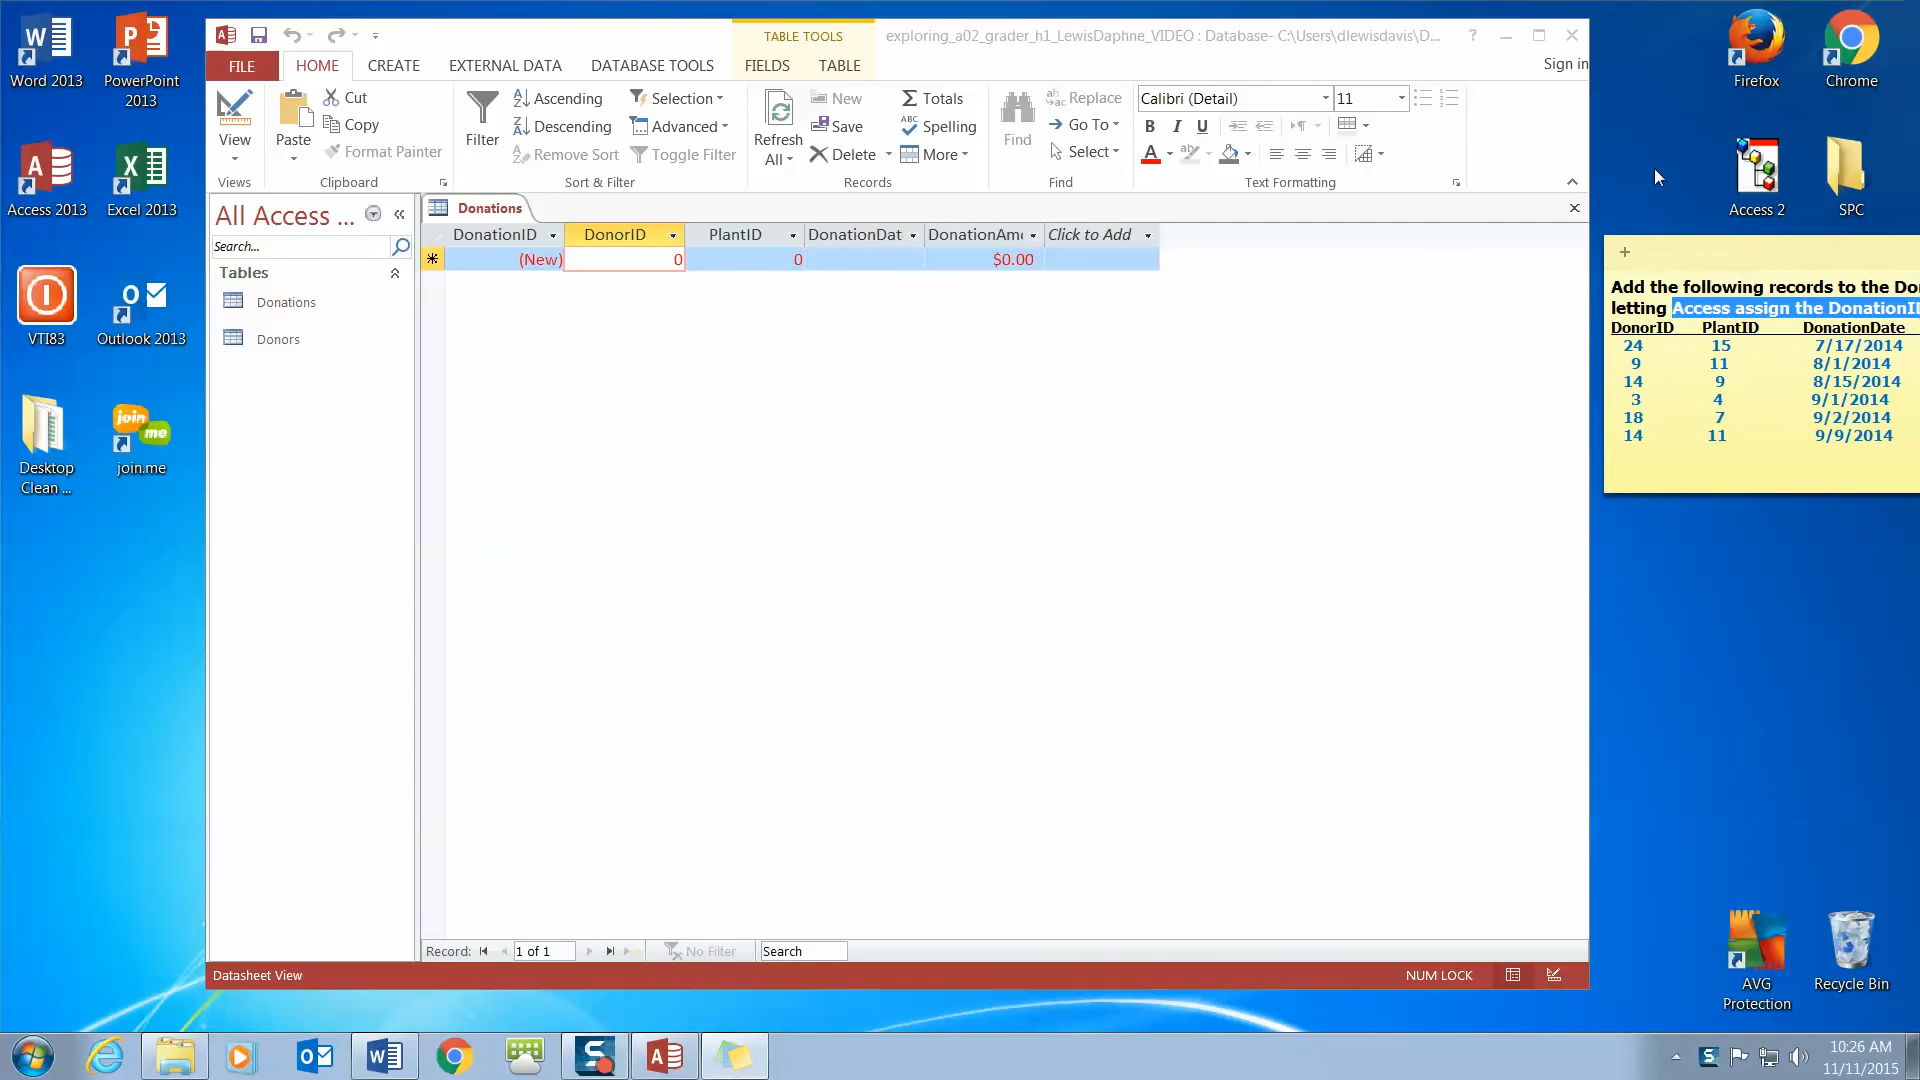 Word 2013
PowerPoint 2013
Access 2013
Excel 2013
VTI83
Outlook 2013
Desktop Clean ...
join.me
join me
TABLE TOOLS
exploring_a02_grader_h1_LewisDaphne_VIDEO : Database- C:\Users\dlewisdavis\D...
FILE HOME CREATE EXTERNAL DATA DATABASE TOOLS FIELDS TABLE Sign in
View
Views
Paste
Cut
Copy
Format Painter
Clipboard
Filter
Ascending
Descending
Remove Sort
Selection
Advanced
Toggle Filter
Sort & Filter
Refresh All
New
Save
Delete
Totals
Spelling
More
Records
Find
Replace
Go To
Select
Find
Calibri (Detail) 11
B I U
A
Text Formatting
All Access ...
Search...
Tables
Donations
Donors
Donations
DonationID DonorID PlantID DonationDat DonationAmo Click to Add
(New) 0 0 $0.00
Record: 1 of 1 No Filter Search
Datasheet View NUM LOCK
Firefox
Chrome
Access 2
SPC
Add the following records to the Do
letting Access assign the DonationI
DonorID PlantID DonationDate
24 15 7/17/2014
9 11 8/1/2014
14 9 8/15/2014
3 4 9/1/2014
18 7 9/2/2014
14 11 9/9/2014
AVG Protection
Recycle Bin
10:26 AM
11/11/2015